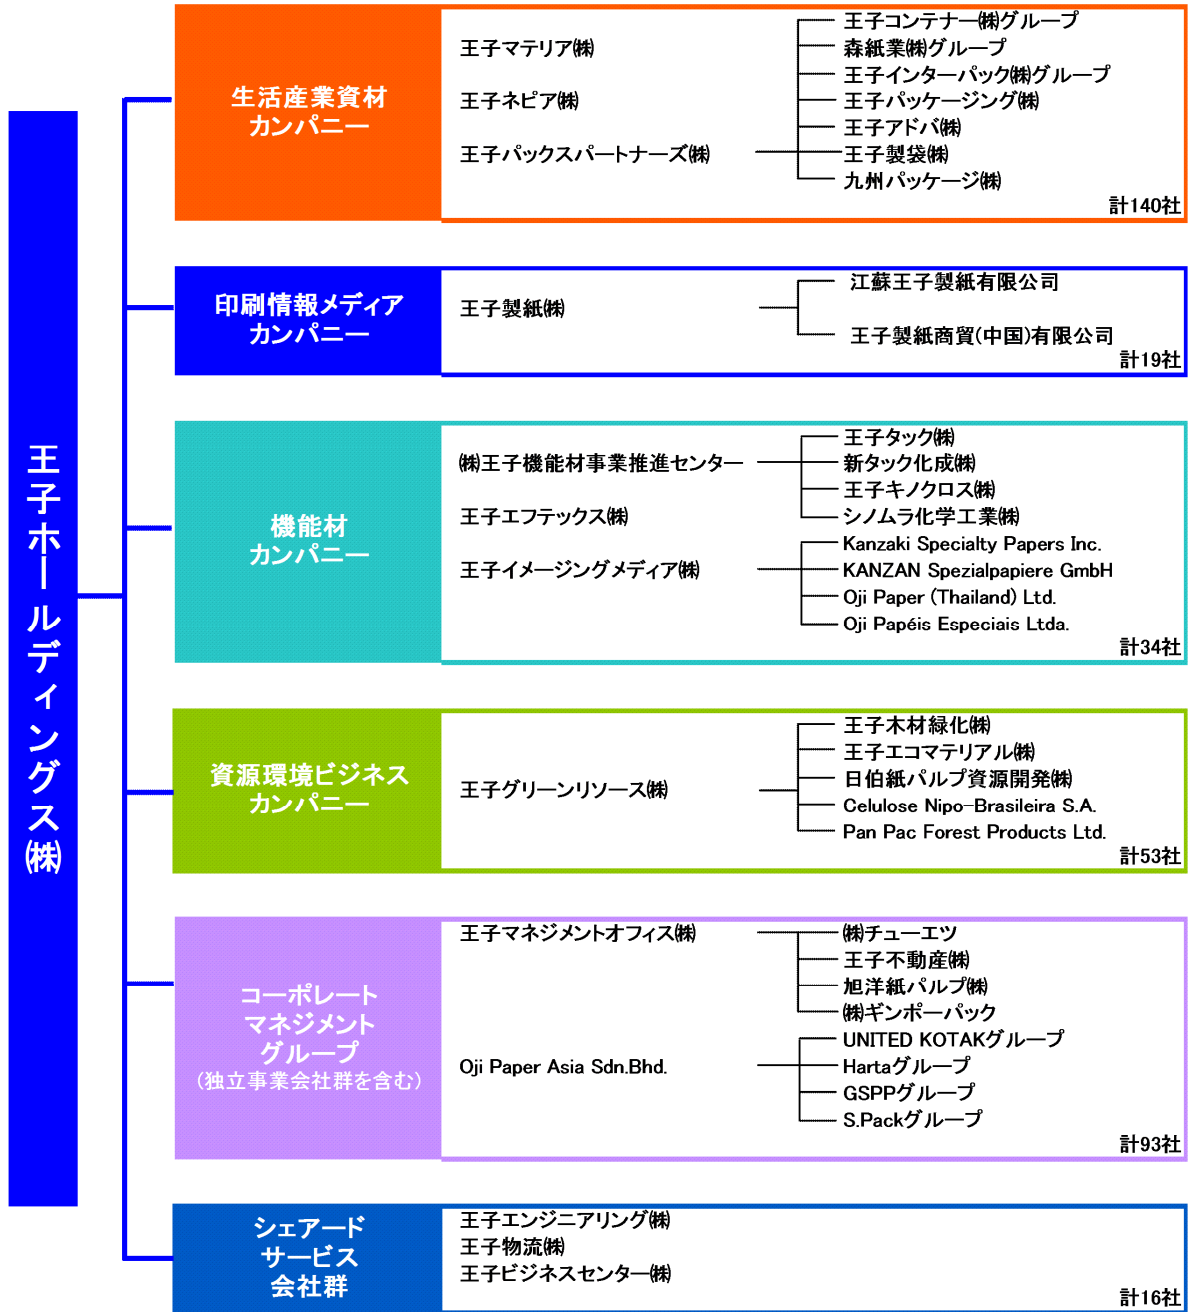 王子ホールディングス㈱
生活産業資材
カンパニー
王子マテリア㈱
王子ネピア㈱
王子パックスパートナーズ㈱
王子コンテナー㈱グループ
森紙業㈱グループ
王子インターパック㈱グループ
王子パッケージング㈱
王子アドバ㈱
王子製袋㈱
九州パッケージ㈱
計140社
印刷情報メディア
カンパニー
王子製紙㈱
江蘇王子製紙有限公司
王子製紙商貿(中国)有限公司
計19社
機能材
カンパニー
㈱王子機能材事業推進センター
王子エフテックス㈱
王子イメージングメディア㈱
王子タック㈱
新タック化成㈱
王子キノクロス㈱
シノムラ化学工業㈱
Kanzaki Specialty Papers Inc.
KANZAN Spezialpapiere GmbH
Oji Paper (Thailand) Ltd.
Oji Papéis Especiais Ltda.
計34社
資源環境ビジネス
カンパニー
王子グリーンリソース㈱
王子木材緑化㈱
王子エコマテリアル㈱
日伯紙パルプ資源開発㈱
Celulose Nipo-Brasileira S.A.
Pan Pac Forest Products Ltd.
計53社
コーポレート
マネジメント
グループ
(独立事業会社群を含む)
王子マネジメントオフィス㈱
Oji Paper Asia Sdn.Bhd.
㈱チューエツ
王子不動産㈱
旭洋紙パルプ㈱
㈱ギンポーパック
UNITED KOTAKグループ
Hartaグループ
GSPPグループ
S.Packグループ
計93社
シェアード
サービス
会社群
王子エンジニアリング㈱
王子物流㈱
王子ビジネスセンター㈱
計16社